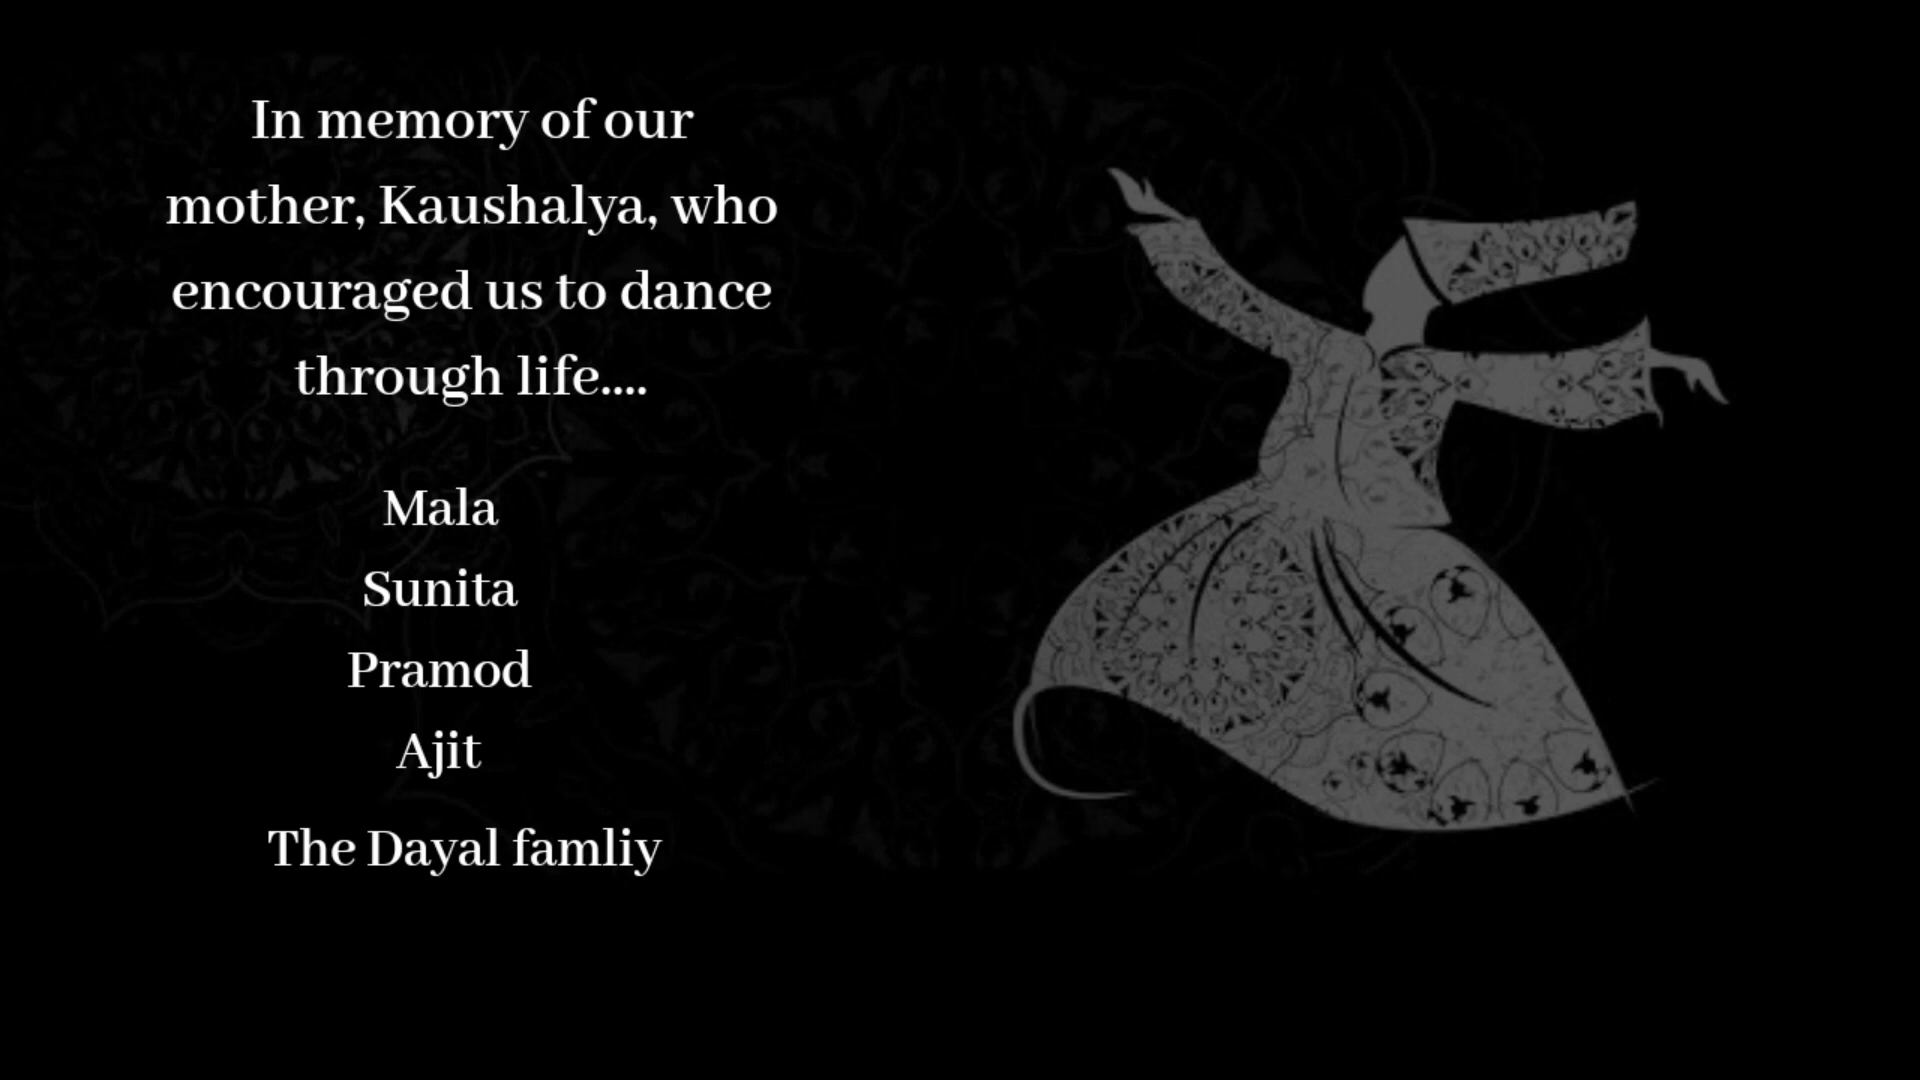 In memory of our
mother, Kaushalya, who
encouraged us to dance
through life....
Mala
Sunita
Pramod
Ajit
The Dayal famliy